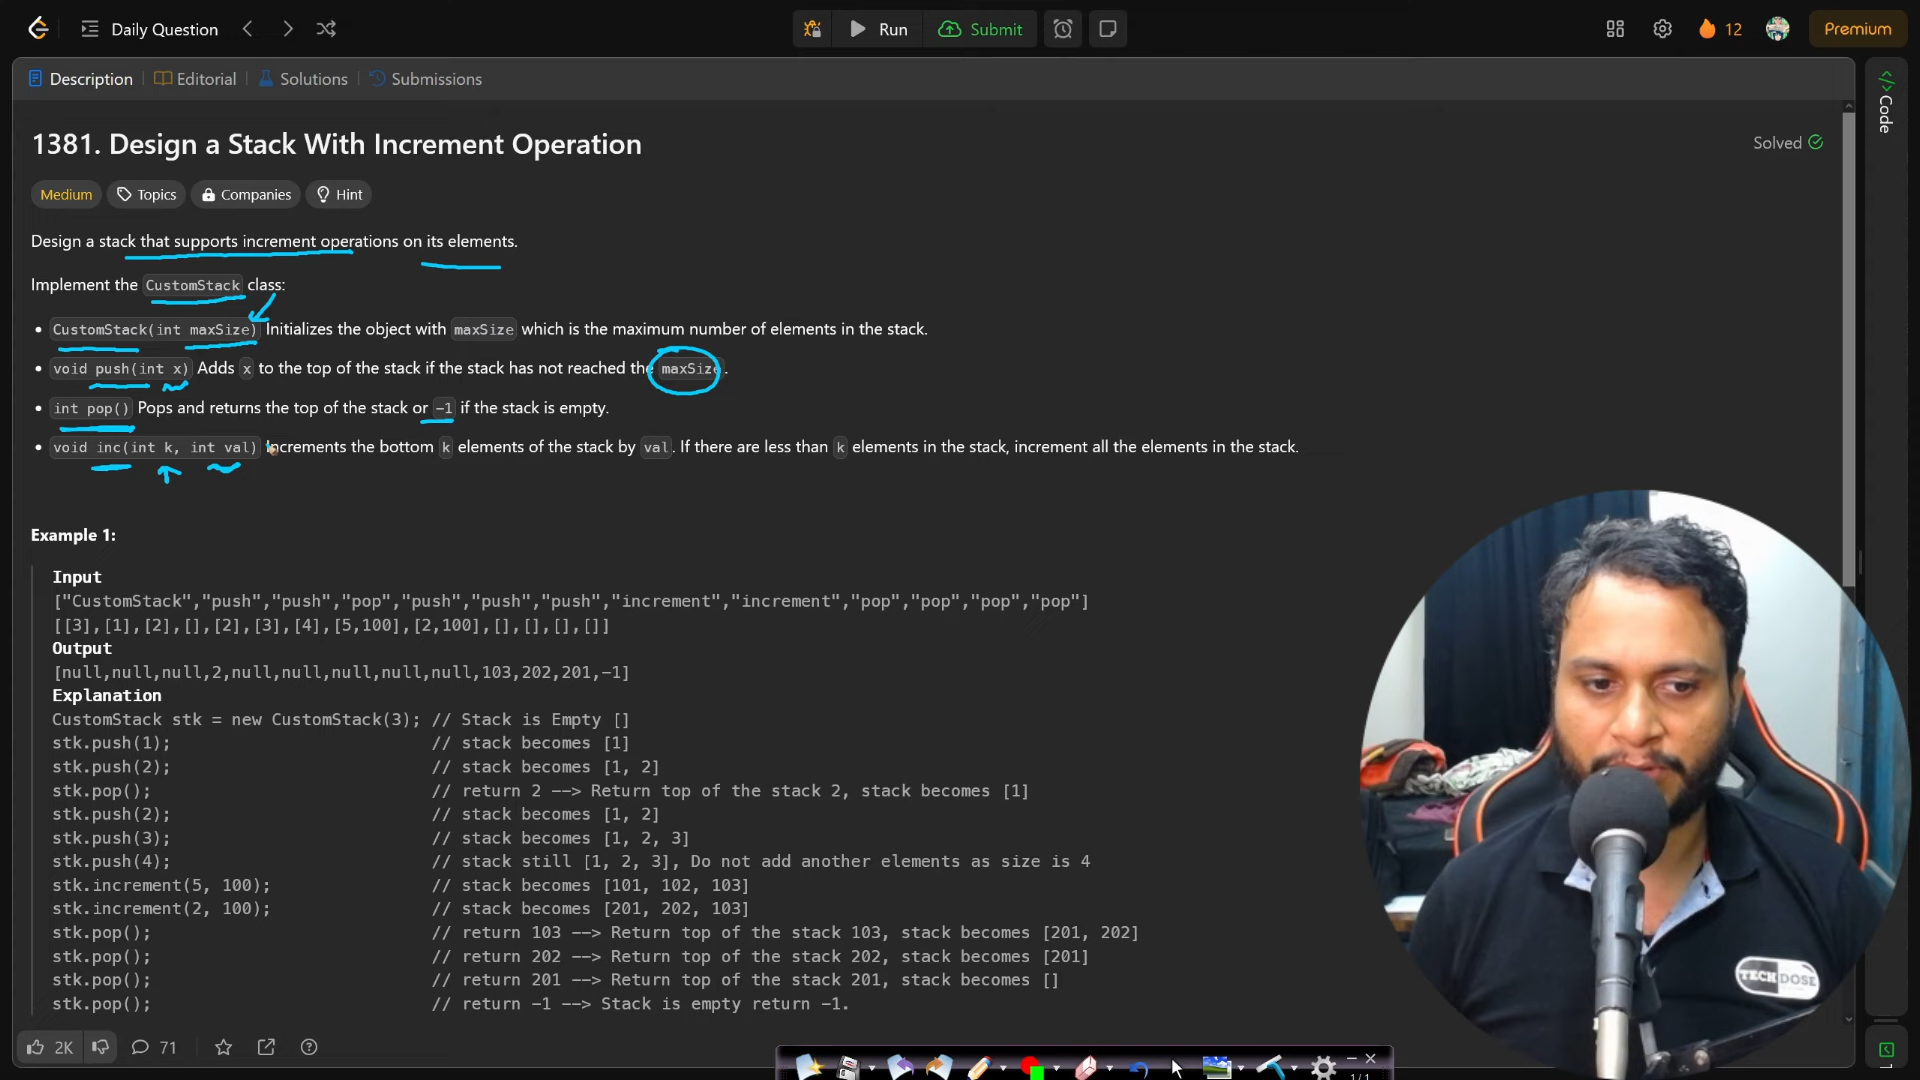 Daily Question
Run
Submit
12
Premium
Description
Editorial
Solutions
Submissions
Code
1381. Design a Stack With Increment Operation
Solved
Medium
Topics
Companies
Hint
Design a stack that supports increment operations on its elements.
Implement the CustomStack class:
CustomStack(int maxSize) Initializes the object with maxSize which is the maximum number of elements in the stack.
void push(int x) Adds x to the top of the stack if the stack has not reached the maxSize.
int pop() Pops and returns the top of the stack or -1 if the stack is empty.
void inc(int k, int val) Increments the bottom k elements of the stack by val. If there are less than k elements in the stack, increment all the elements in the stack.
Example 1:
Input
["CustomStack","push","push","pop","push","push","push","increment","increment","pop","pop","pop","pop"]
[[3],[1],[2],[],[2],[3],[4],[5,100],[2,100],[],[],[],[]]
Output
[null,null,null,2,null,null,null,null,null,103,202,201,-1]
Explanation
CustomStack stk = new CustomStack(3); // Stack is Empty []
stk.push(1); // stack becomes [1]
stk.push(2); // stack becomes [1, 2]
stk.pop(); // return 2 --> Return top of the stack 2, stack becomes [1]
stk.push(2); // stack becomes [1, 2]
stk.push(3); // stack becomes [1, 2, 3]
stk.push(4); // stack still [1, 2, 3], Do not add another elements as size is 4
stk.increment(5, 100); // stack becomes [101, 102, 103]
stk.increment(2, 100); // stack becomes [201, 202, 103]
stk.pop(); // return 103 --> Return top of the stack 103, stack becomes [201, 202]
stk.pop(); // return 202 --> Return top of the stack 202, stack becomes [201]
stk.pop(); // return 201 --> Return top of the stack 201, stack becomes []
stk.pop(); // return -1 --> Stack is empty return -1.
TECH DOSE
2K
71
1/1